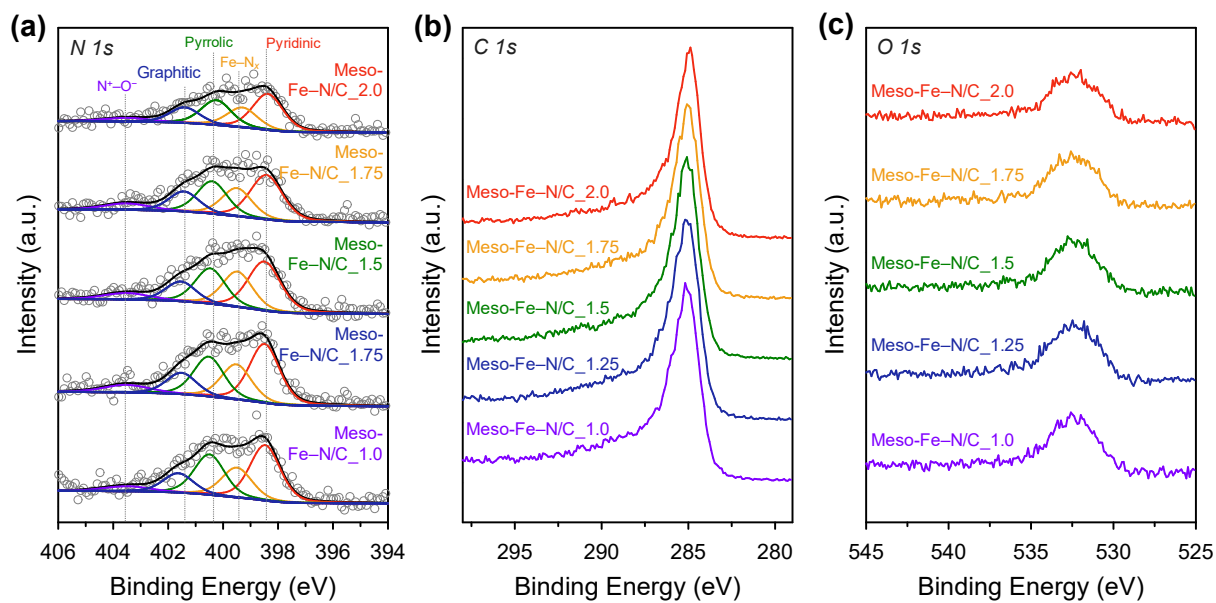 (a)
N 1s
Pyrrolic
Fe–Nₓ
Pyridinic
Graphitic
N⁺–O⁻
Meso-
Fe–N/C_2.0
Meso-
Fe–N/C_1.75
Meso-
Fe–N/C_1.5
Meso-
Fe–N/C_1.75
Meso-
Fe–N/C_1.0
Intensity (a.u.)
406 404 402 400 398 396 394
Binding Energy (eV)
(b)
C 1s
Meso-Fe–N/C_2.0
Meso-Fe–N/C_1.75
Meso-Fe–N/C_1.5
Meso-Fe–N/C_1.25
Meso-Fe–N/C_1.0
Intensity (a.u.)
295 290 285 280
Binding Energy (eV)
(c)
O 1s
Meso-Fe–N/C_2.0
Meso-Fe–N/C_1.75
Meso-Fe–N/C_1.5
Meso-Fe–N/C_1.25
Meso-Fe–N/C_1.0
Intensity (a.u.)
545 540 535 530 525
Binding Energy (eV)